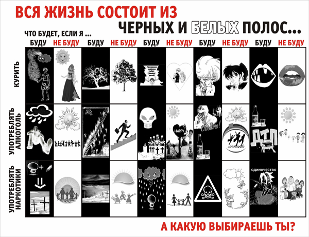 ВСЯ ЖИЗНЬ СОСТОИТ ИЗ
ЧЕРНЫХ И БЕЛЫХ ПОЛОС...
ЧТО БУДЕТ, ЕСЛИ Я ...
БУДУ НЕ БУДУ БУДУ НЕ БУДУ БУДУ НЕ БУДУ БУДУ НЕ БУДУ БУДУ НЕ БУДУ
КУРИТЬ
УПОТРЕБЛЯТЬ
АЛКОГОЛЬ
УПОТРЕБЛЯТЬ
НАРКОТИКИ
А КАКУЮ ВЫБИРАЕШЬ ТЫ?